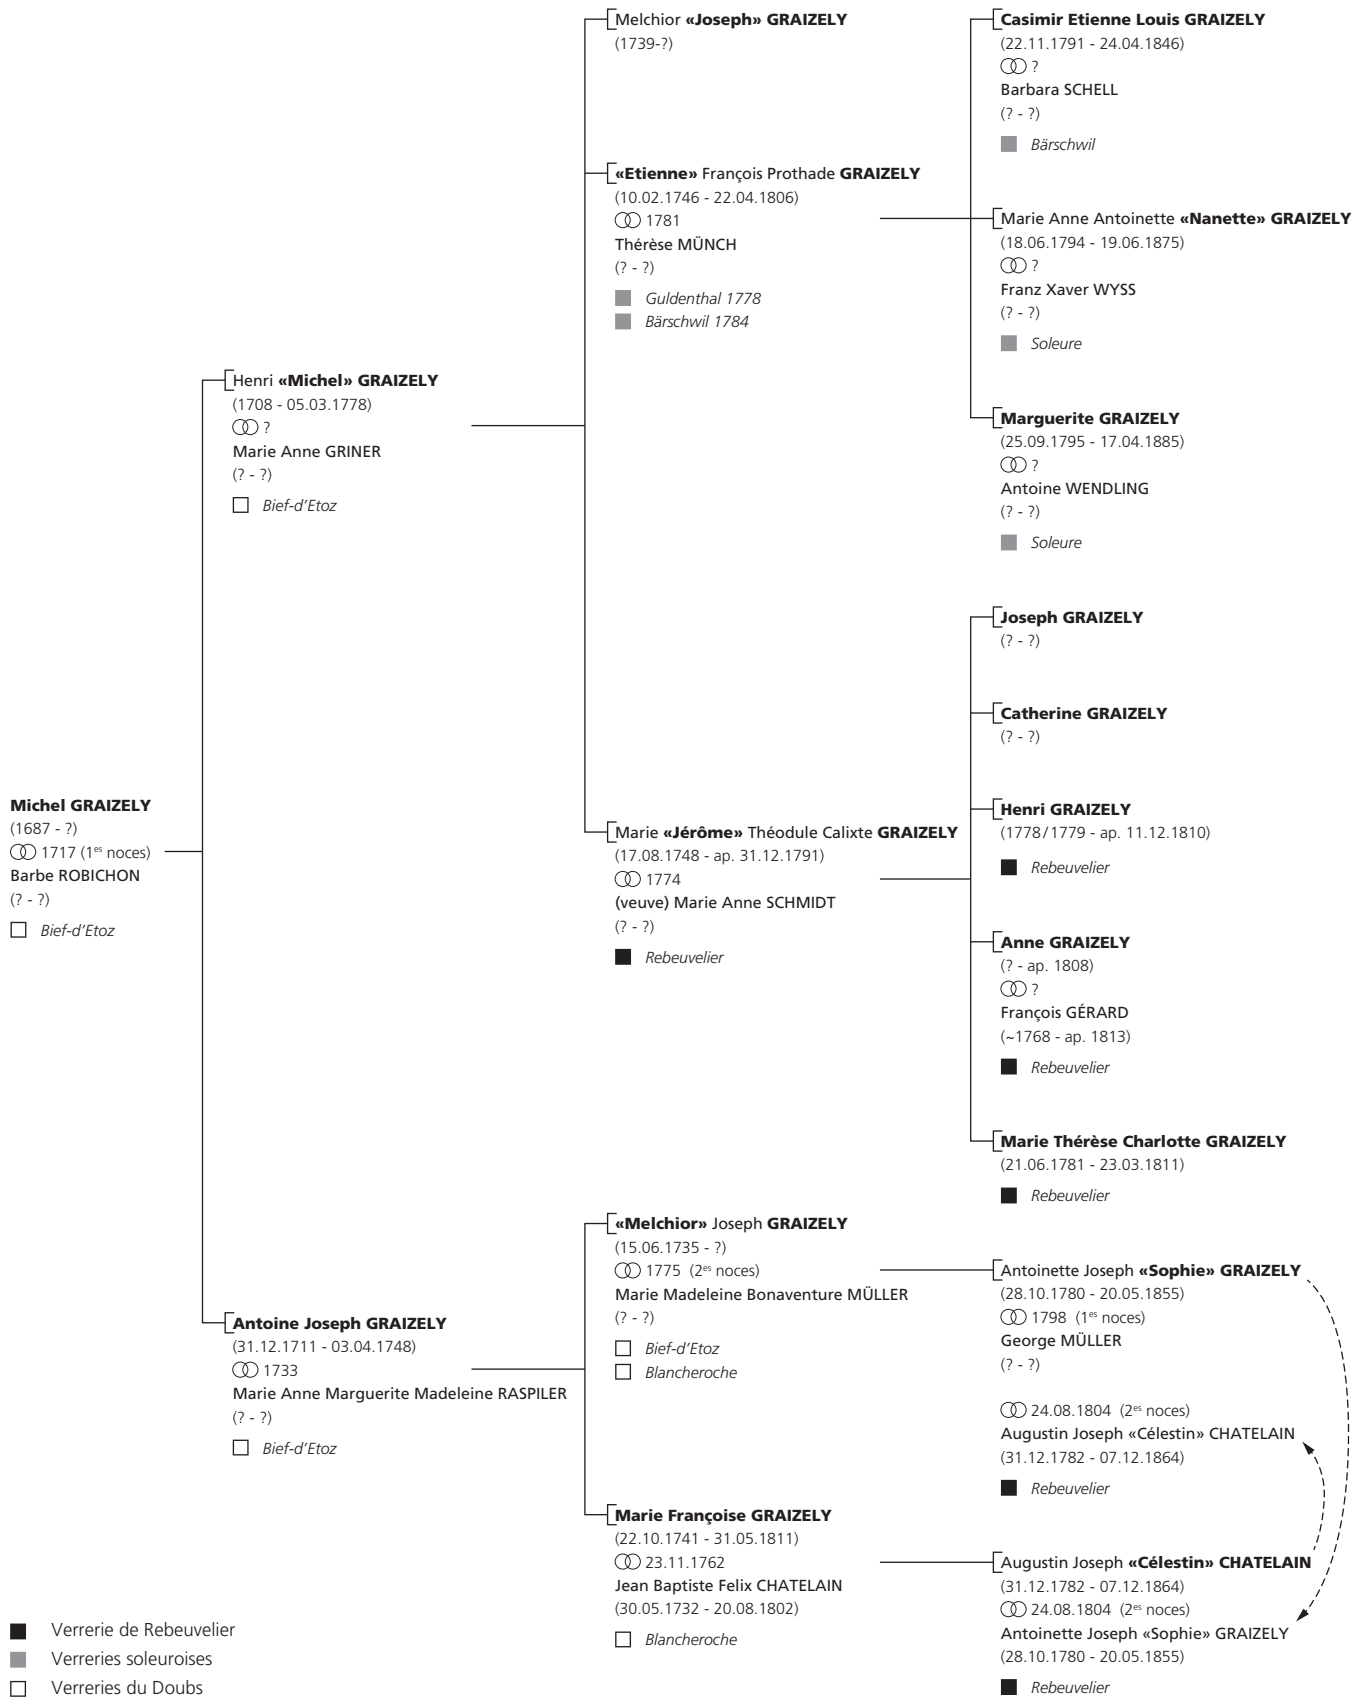 Michel GRAIZELY
(1687 - ?)
1717 (1es noces)
Barbe ROBICHON
(? - ?)
Bief-d'Etoz
Henri «Michel» GRAIZELY
(1708 - 05.03.1778)
?
Marie Anne GRINER
(? - ?)
Bief-d'Etoz
Antoine Joseph GRAIZELY
(31.12.1711 - 03.04.1748)
1733
Marie Anne Marguerite Madeleine RASPILER
(? - ?)
Bief-d'Etoz
Melchior «Joseph» GRAIZELY
(1739-?)
«Etienne» François Prothade GRAIZELY
(10.02.1746 - 22.04.1806)
1781
Thérèse MÜNCH
(? - ?)
Guldenthal 1778
Bärschwil 1784
Marie «Jérôme» Théodule Calixte GRAIZELY
(17.08.1748 - ap. 31.12.1791)
1774
(veuve) Marie Anne SCHMIDT
(? - ?)
Rebeuvelier
«Melchior» Joseph GRAIZELY
(15.06.1735 - ?)
1775 (2es noces)
Marie Madeleine Bonaventure MÜLLER
(? - ?)
Bief-d'Etoz
Blancheroche
Marie Françoise GRAIZELY
(22.10.1741 - 31.05.1811)
23.11.1762
Jean Baptiste Felix CHATELAIN
(30.05.1732 - 20.08.1802)
Blancheroche
Casimir Etienne Louis GRAIZELY
(22.11.1791 - 24.04.1846)
?
Barbara SCHELL
(? - ?)
Bärschwil
Marie Anne Antoinette «Nanette» GRAIZELY
(18.06.1794 - 19.06.1875)
?
Franz Xaver WYSS
(? - ?)
Soleure
Marguerite GRAIZELY
(25.09.1795 - 17.04.1885)
?
Antoine WENDLING
(? - ?)
Soleure
Joseph GRAIZELY
(? - ?)
Catherine GRAIZELY
(? - ?)
Henri GRAIZELY
(1778/1779 - ap. 11.12.1810)
Rebeuvelier
Anne GRAIZELY
(? - ap. 1808)
?
François GÉRARD
(~1768 - ap. 1813)
Rebeuvelier
Marie Thérèse Charlotte GRAIZELY
(21.06.1781 - 23.03.1811)
Rebeuvelier
Antoinette Joseph «Sophie» GRAIZELY
(28.10.1780 - 20.05.1855)
1798 (1es noces)
George MÜLLER
(? - ?)
24.08.1804 (2es noces)
Augustin Joseph «Célestin» CHATELAIN
(31.12.1782 - 07.12.1864)
Rebeuvelier
Augustin Joseph «Célestin» CHATELAIN
(31.12.1782 - 07.12.1864)
24.08.1804 (2es noces)
Antoinette Joseph «Sophie» GRAIZELY
(28.10.1780 - 20.05.1855)
Rebeuvelier
Verrerie de Rebeuvelier
Verreries soleuroises
Verreries du Doubs